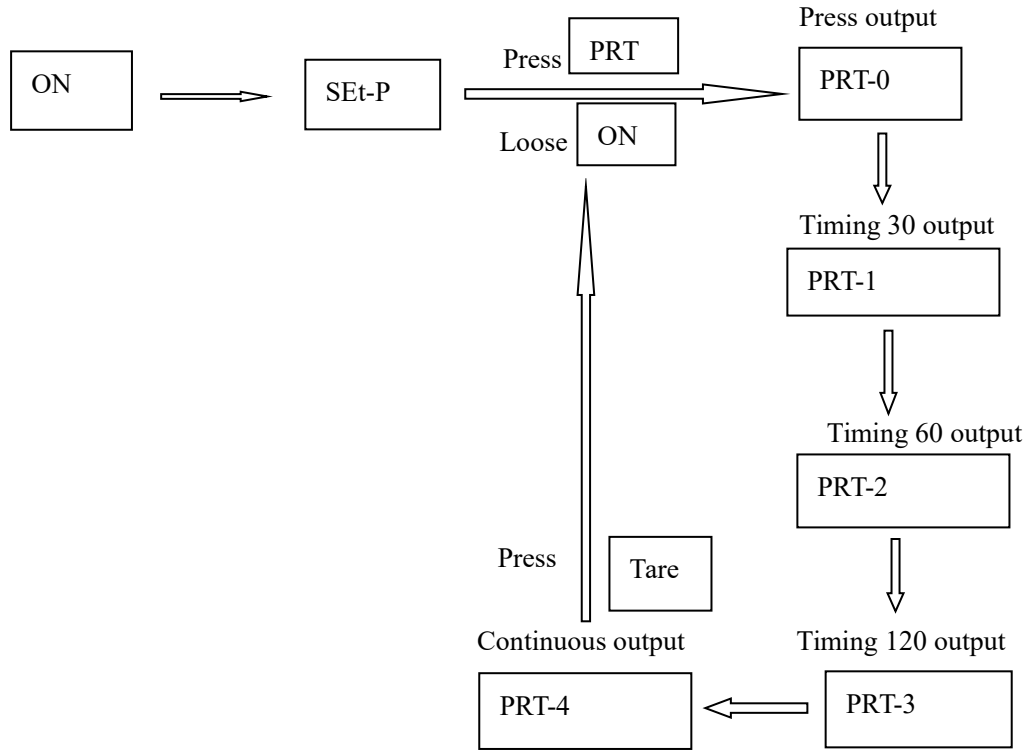 Press output
ON
SEt-P
Press
PRT
PRT-0
Loose
ON
Timing 30 output
PRT-1
Timing 60 output
PRT-2
Press
Tare
Continuous output
Timing 120 output
PRT-4
PRT-3